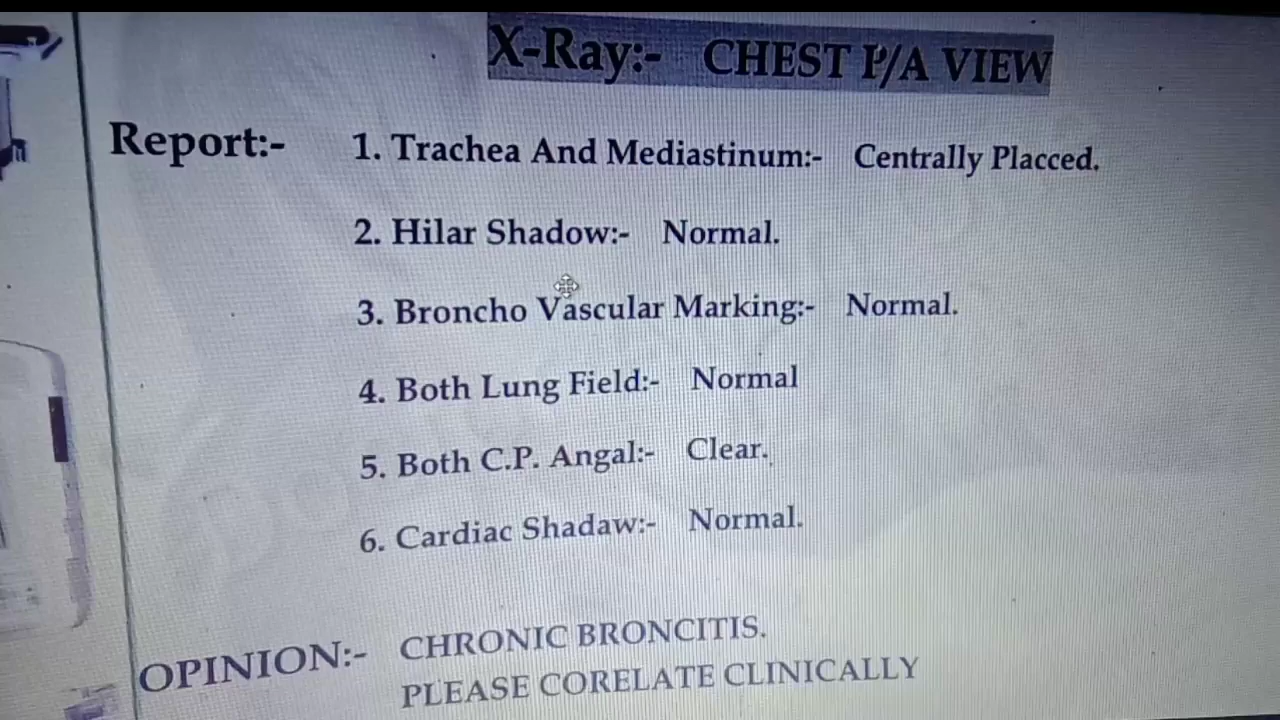 X-Ray:- CHEST P/A VIEW
Report:- 1. Trachea And Mediastinum:- Centrally Placced.
2. Hilar Shadow:- Normal.
3. Broncho Vascular Marking:- Normal.
4. Both Lung Field:- Normal
5. Both C.P. Angal:- Clear.
6. Cardiac Shadaw:- Normal.
OPINION:- CHRONIC BRONCITIS.
PLEASE CORELATE CLINICALLY